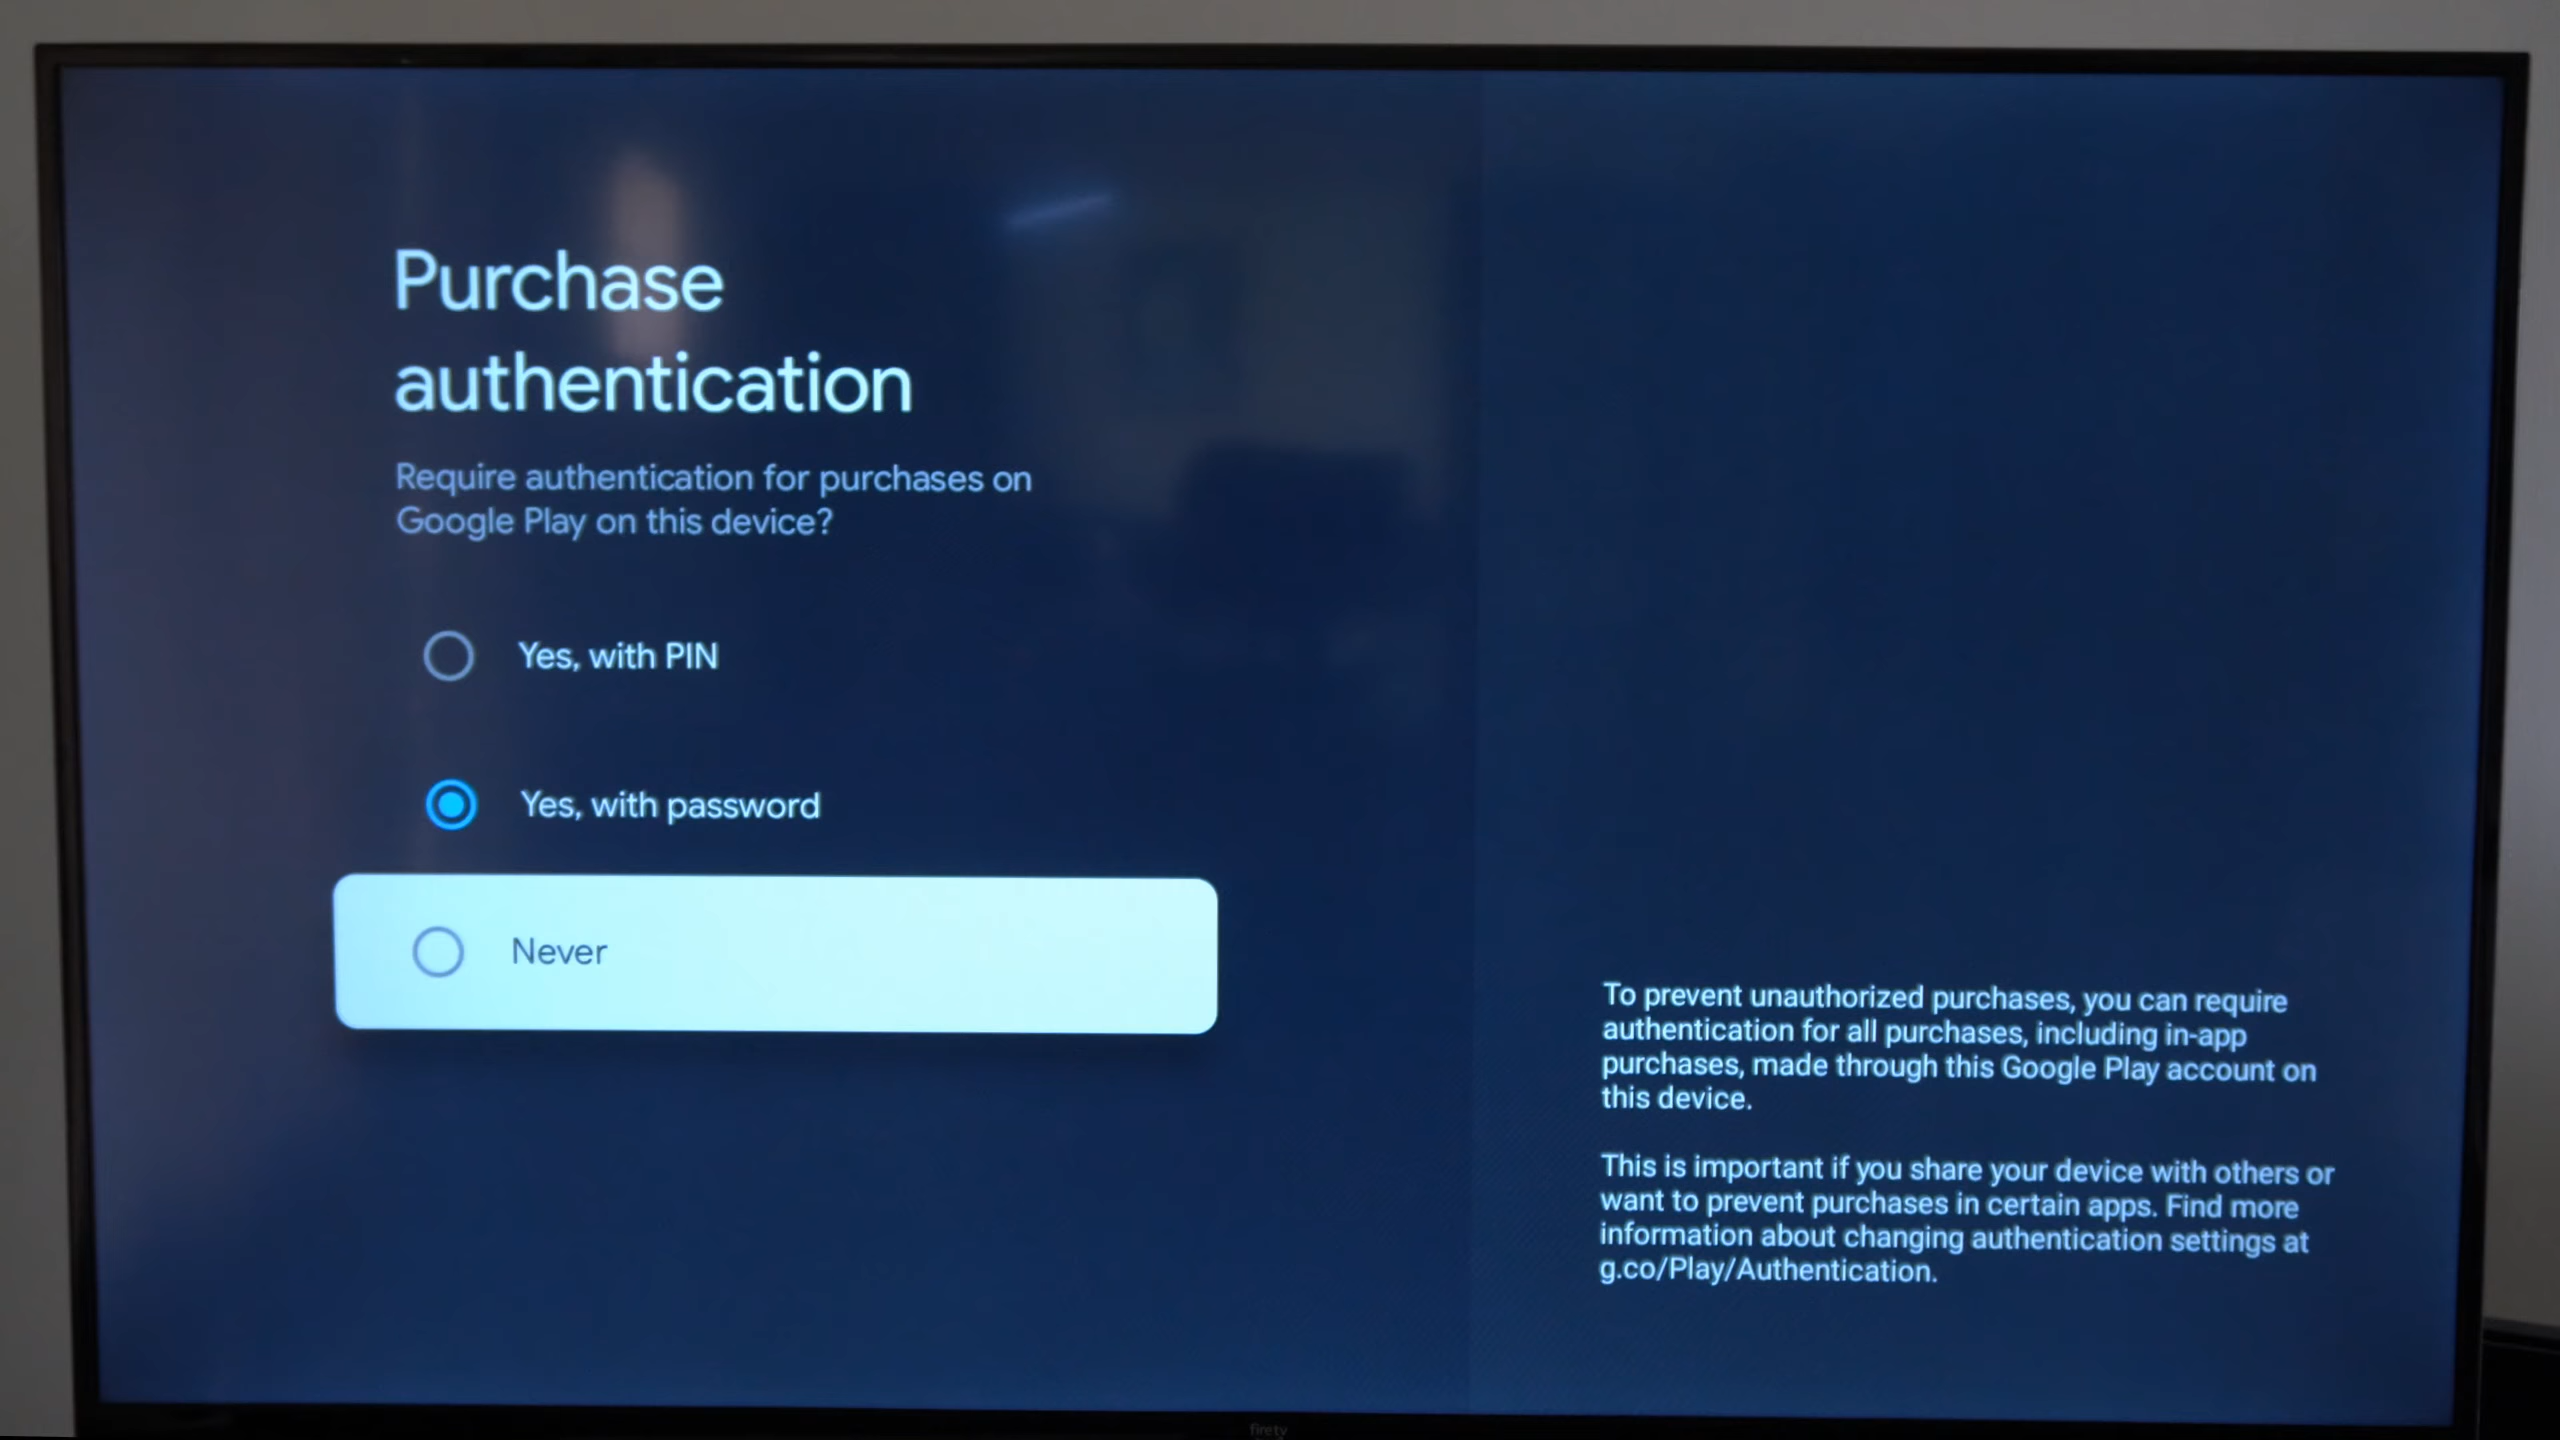 Purchase
authentication
Require authentication for purchases on
Google Play on this device?
Yes, with PIN
Yes, with password
Never
To prevent unauthorized purchases, you can require
authentication for all purchases, including in-app
purchases, made through this Google Play account on
this device.
This is important if you share your device with others or
want to prevent purchases in certain apps. Find more
information about changing authentication settings at
g.co/Play/Authentication.
firetv